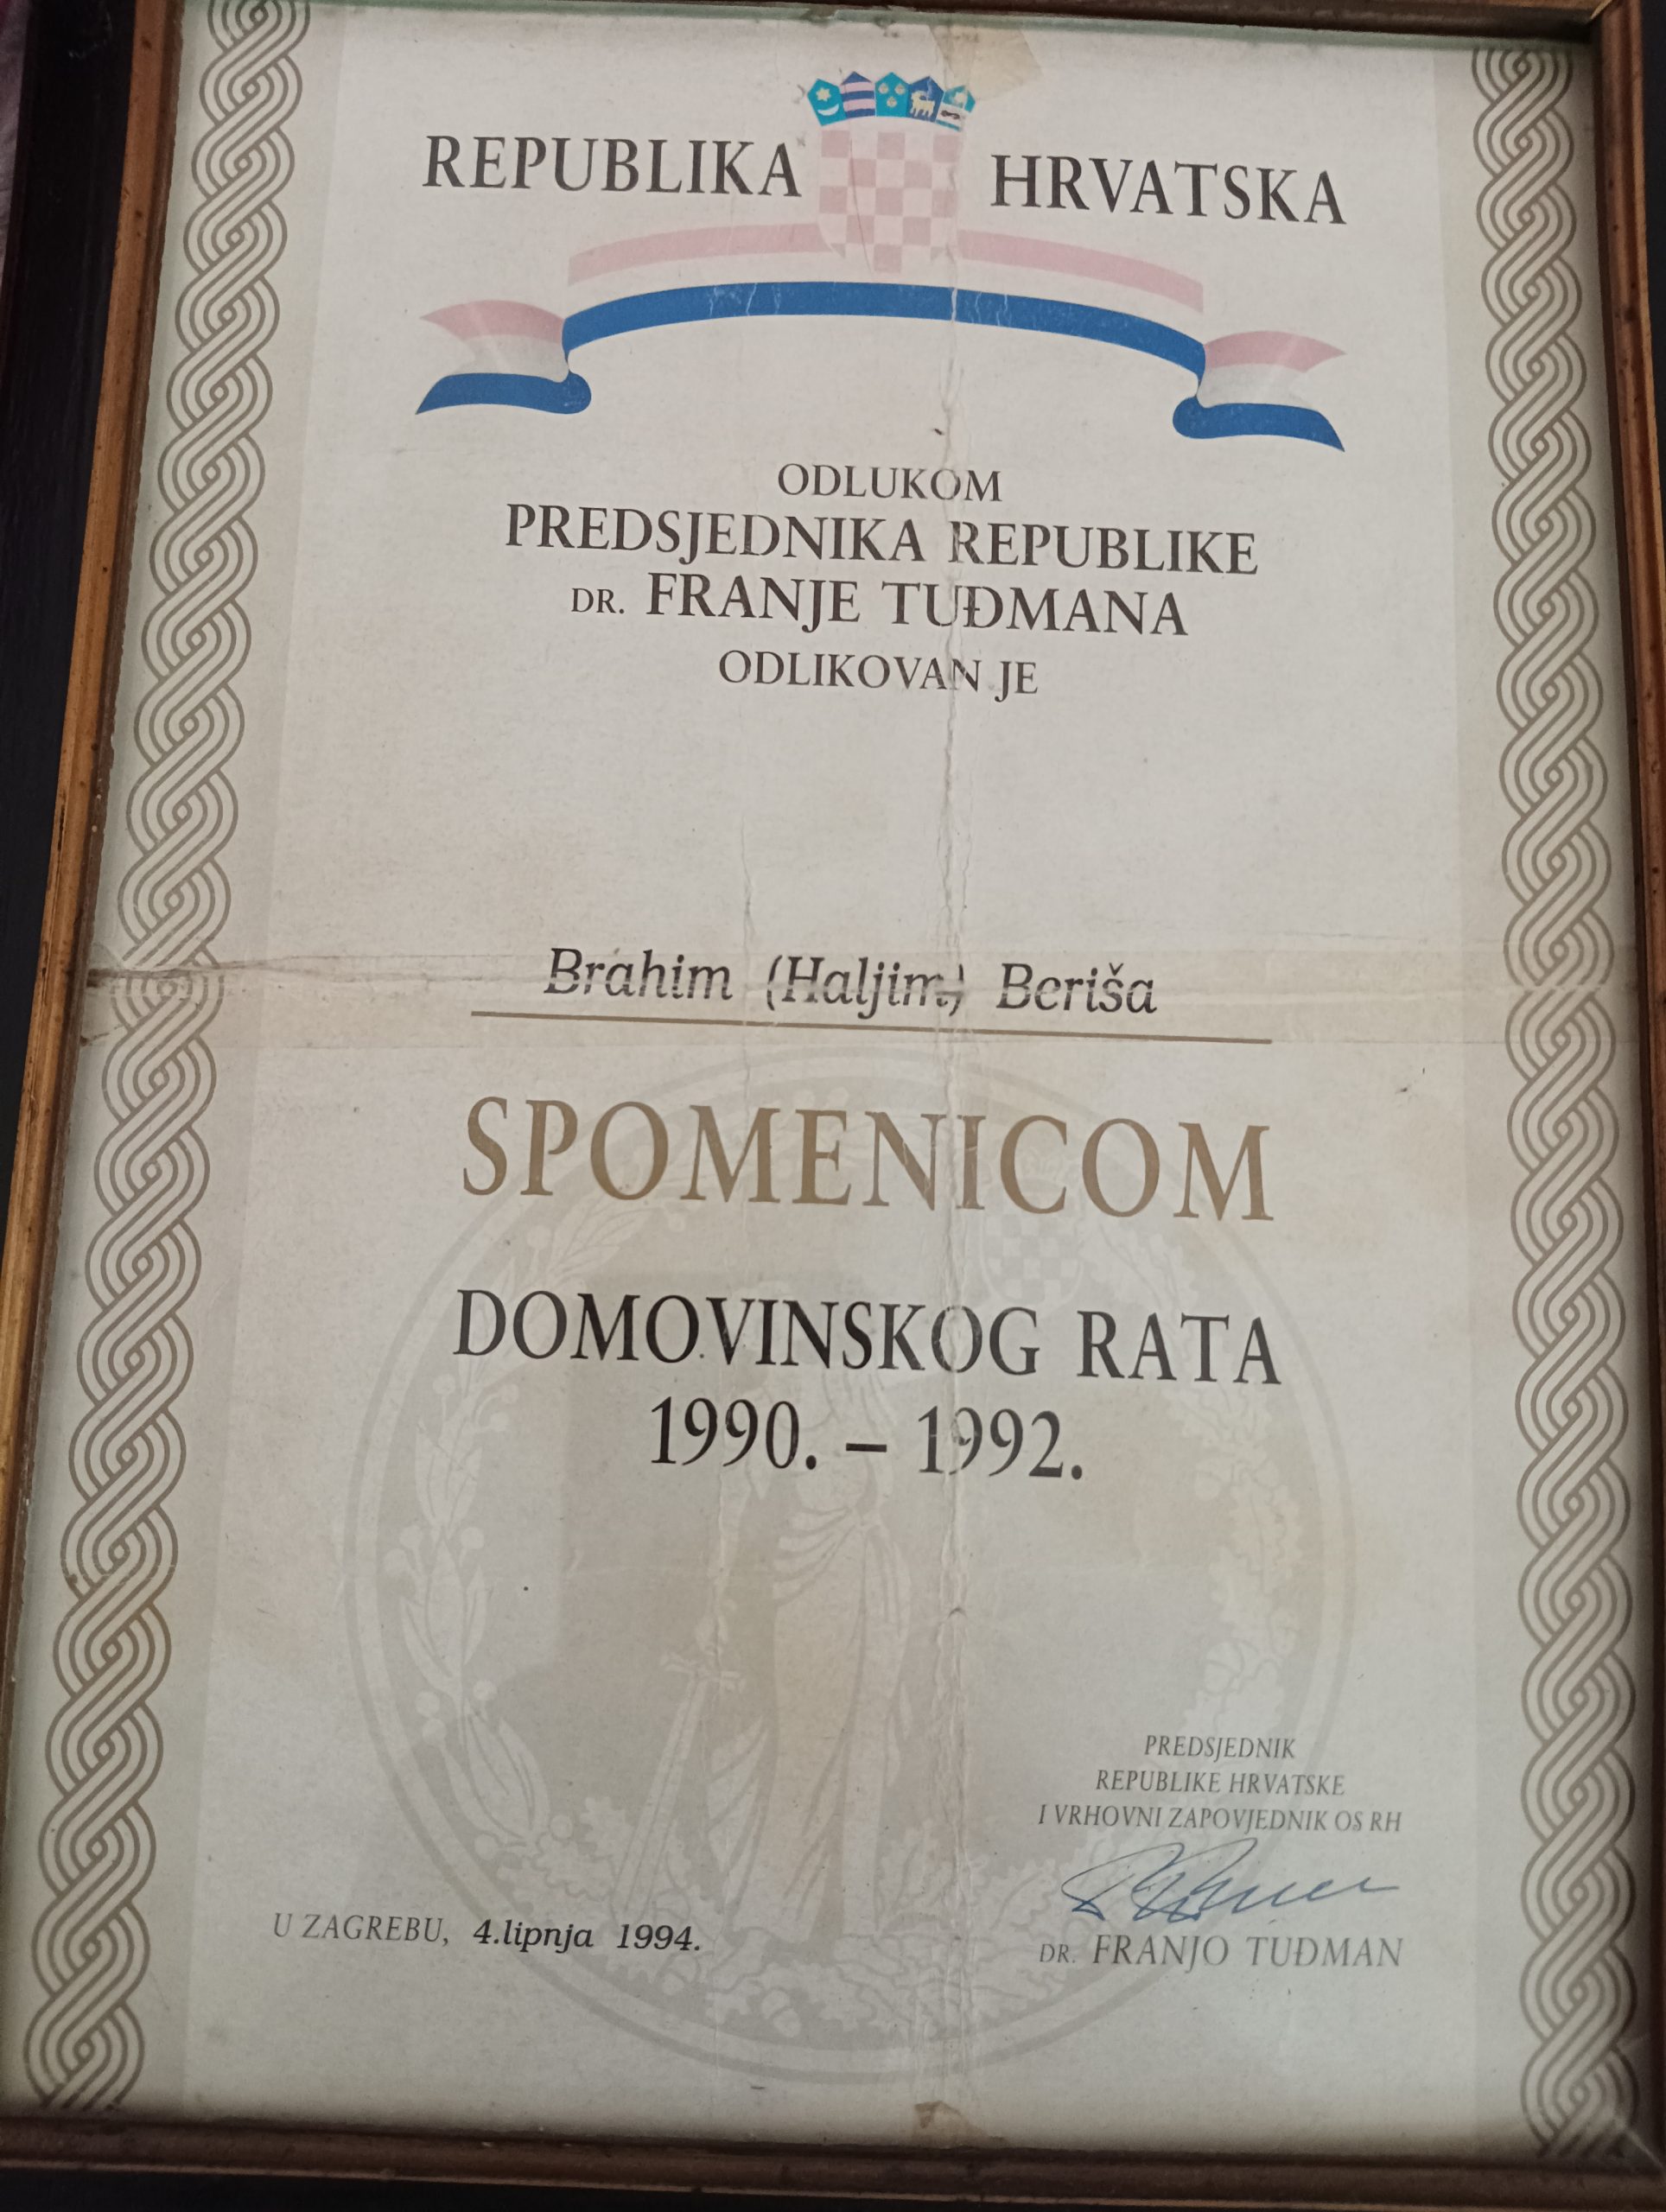 REPUBLIKA HRVATSKA
ODLUKOM
PREDSJEDNIKA REPUBLIKE
DR. FRANJE TUĐMANA
ODLIKOVAN JE
Brahim (Haljim) Beriša
SPOMENICOM
DOMOVINSKOG RATA
1990. – 1992.
PREDSJEDNIK
REPUBLIKE HRVATSKE
I VRHOVNI ZAPOVJEDNIK OS RH
U ZAGREBU, 4.lipnja 1994.
DR. FRANJO TUĐMAN